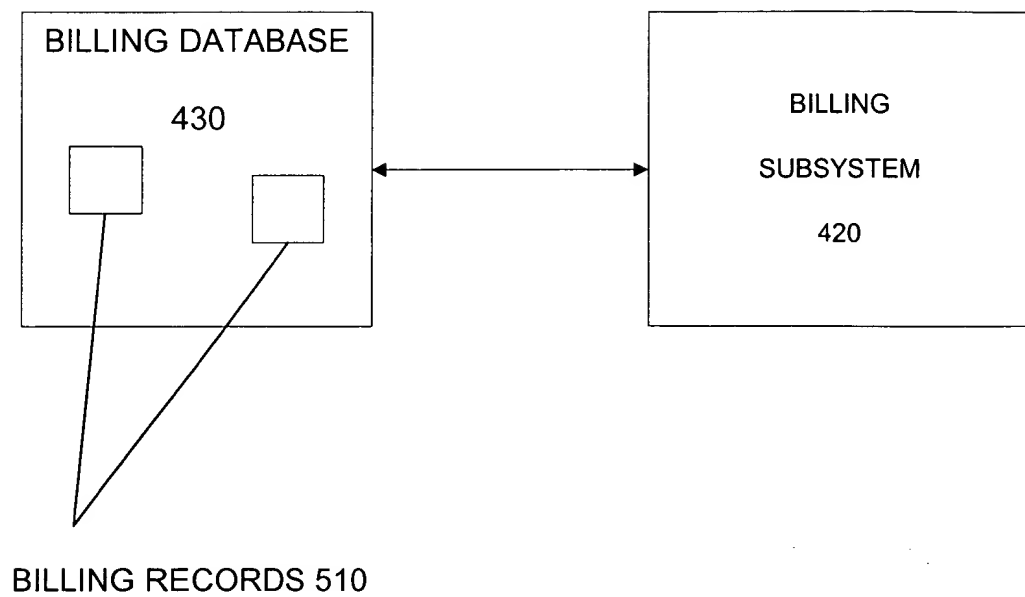 BILLING DATABASE
430
BILLING
SUBSYSTEM
420
BILLING RECORDS 510